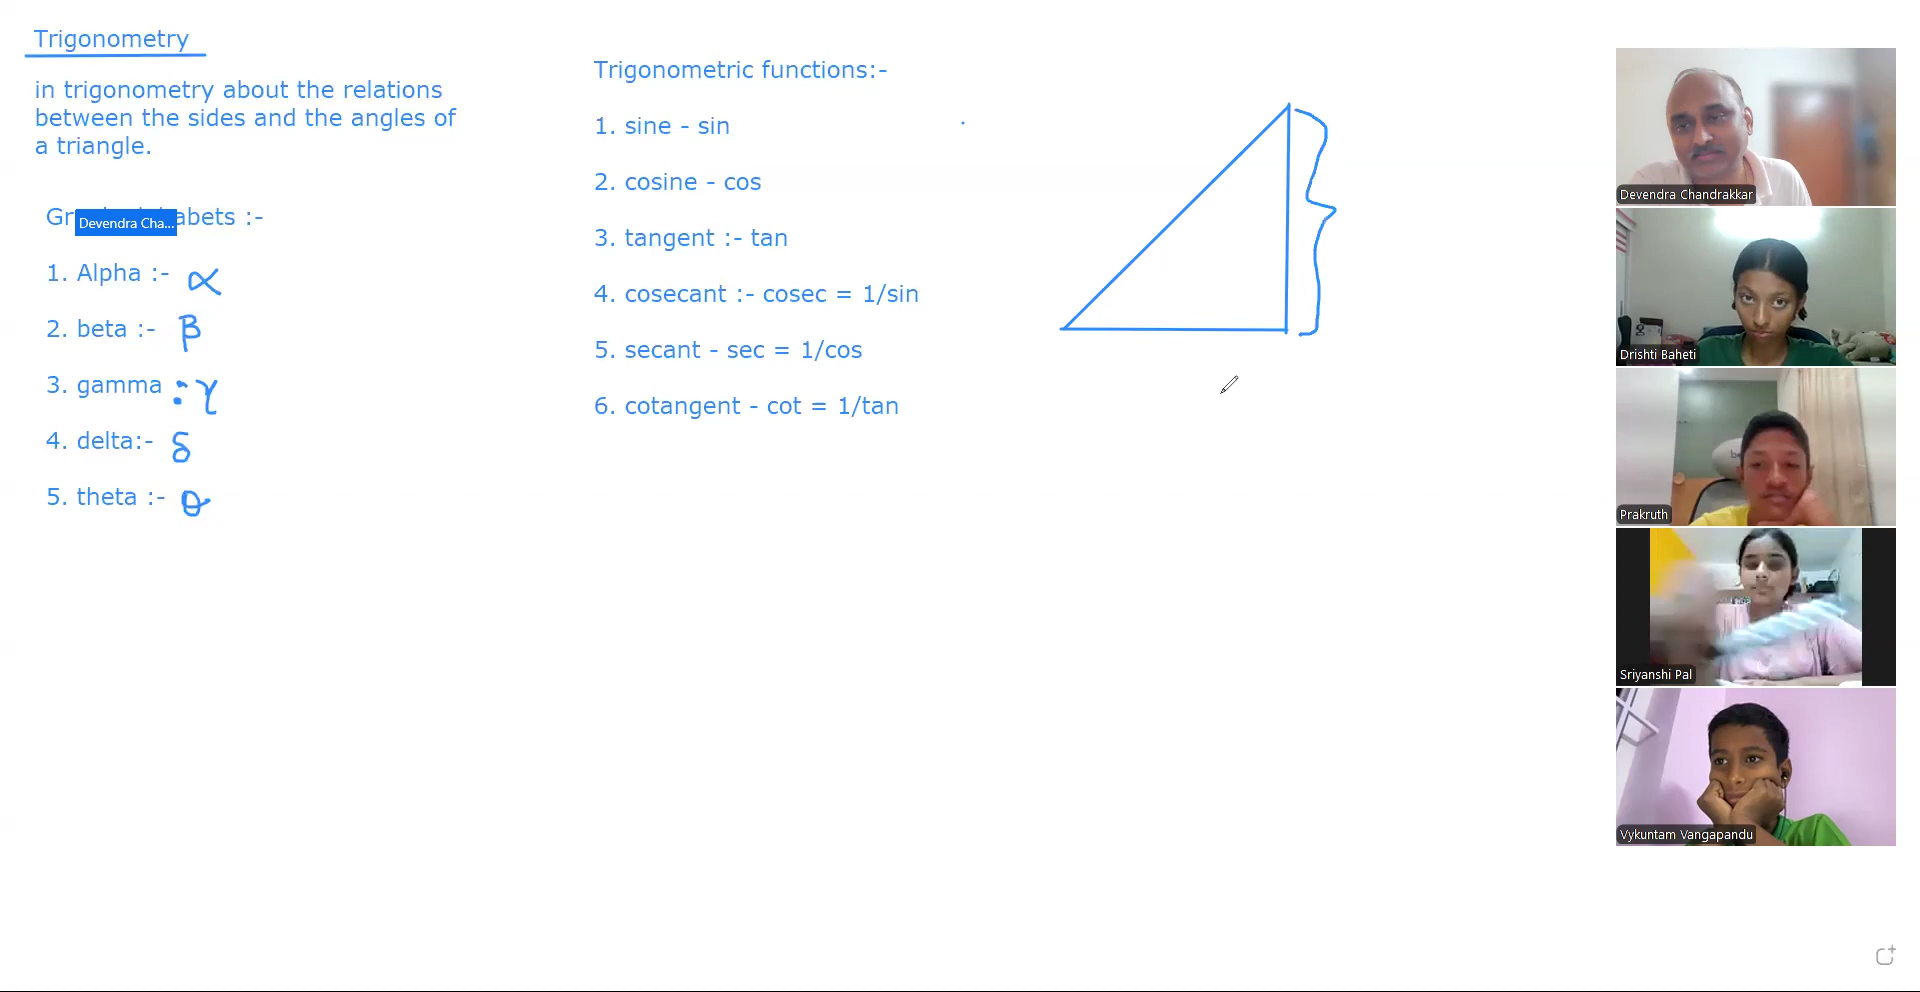 Trigonometry
in trigonometry about the relations
between the sides and the angles of
a triangle.
Devendra Cha...
abets :-
1. Alpha :- α
2. beta :- β
3. gamma :- γ
4. delta:- δ
5. theta :- θ
Trigonometric functions:-
1. sine - sin
2. cosine - cos
3. tangent :- tan
4. cosecant :- cosec = 1/sin
5. secant - sec = 1/cos
6. cotangent - cot = 1/tan
Devendra Chandrakkar
Drishti Baheti
Prakruth
Sriyanshi Pal
Vykuntam Vangapandu